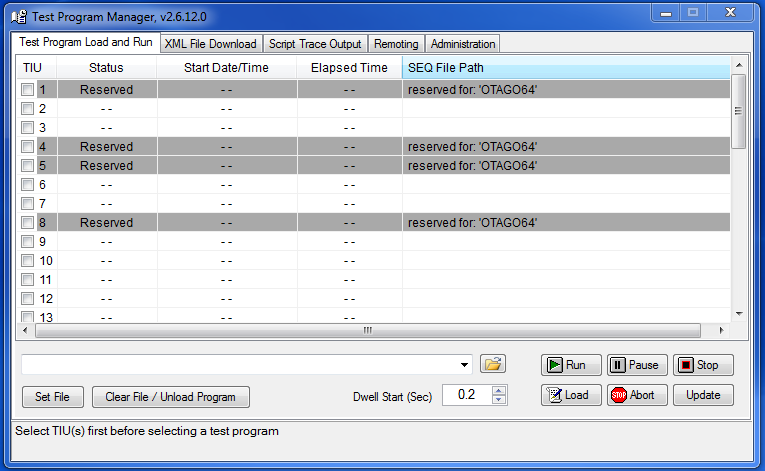 Test Program Manager, v2.6.12.0
Test Program Load and Run XML File Download Script Trace Output Remoting Administration
TIU Status Start Date/Time Elapsed Time SEQ File Path
1 Reserved - - - - reserved for: 'OTAGO64'
2 - - - - - -
3 - - - - - -
4 Reserved - - - - reserved for: 'OTAGO64'
5 Reserved - - - - reserved for: 'OTAGO64'
6 - - - - - -
7 - - - - - -
8 Reserved - - - - reserved for: 'OTAGO64'
9 - - - - - -
10 - - - - - -
11 - - - - - -
12 - - - - - -
13 - - - - - -
Run Pause Stop
Set File Clear File / Unload Program Dwell Start (Sec) 0.2 Load STOP Abort Update
Select TIU(s) first before selecting a test program